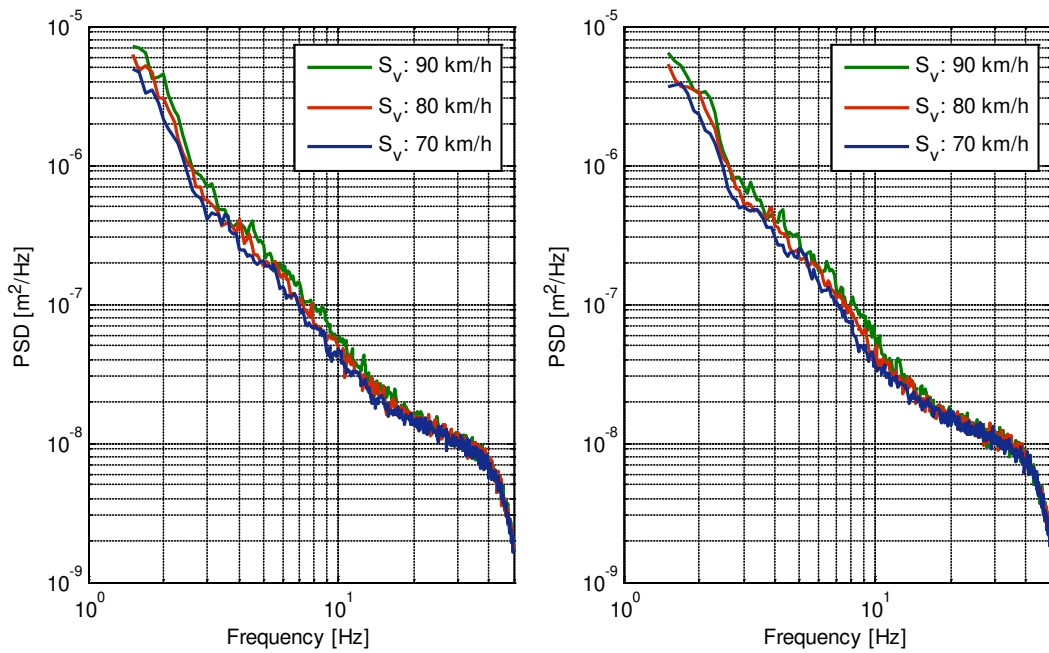 10^-5
10^-6
10^-7
10^-8
10^-9
PSD [m^2/Hz]
S_v: 90 km/h
S_v: 80 km/h
S_v: 70 km/h
10^0
10^1
Frequency [Hz]
10^-5
10^-6
10^-7
10^-8
10^-9
PSD [m^2/Hz]
S_v: 90 km/h
S_v: 80 km/h
S_v: 70 km/h
10^0
10^1
Frequency [Hz]